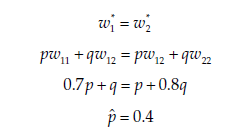 w₁* = w₂*
pw₁₁ + qw₁₂ = pw₁₂ + qw₂₂
0.7p + q = p + 0.8q
p̂ = 0.4